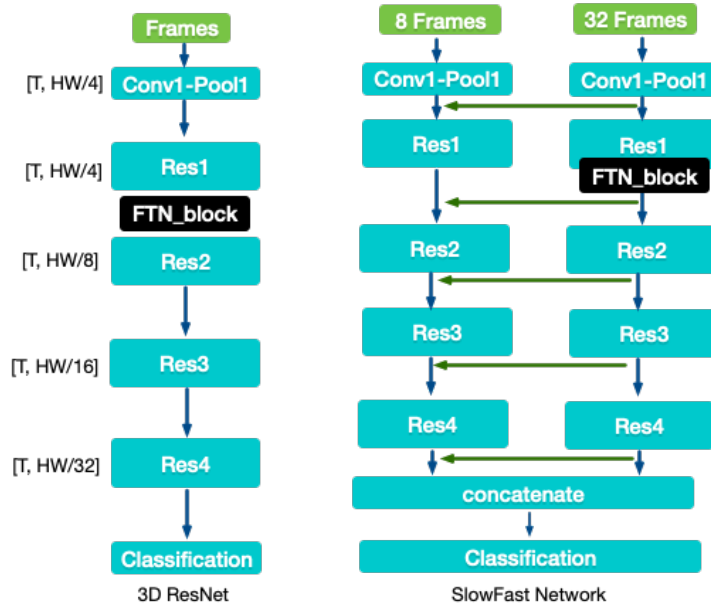 Frames
[T, HW/4]
Conv1-Pool1
[T, HW/4]
Res1
FTN_block
[T, HW/8]
Res2
[T, HW/16]
Res3
[T, HW/32]
Res4
Classification
3D ResNet
8 Frames
32 Frames
Conv1-Pool1
Conv1-Pool1
Res1
Res1
FTN_block
Res2
Res2
Res3
Res3
Res4
Res4
concatenate
Classification
SlowFast Network